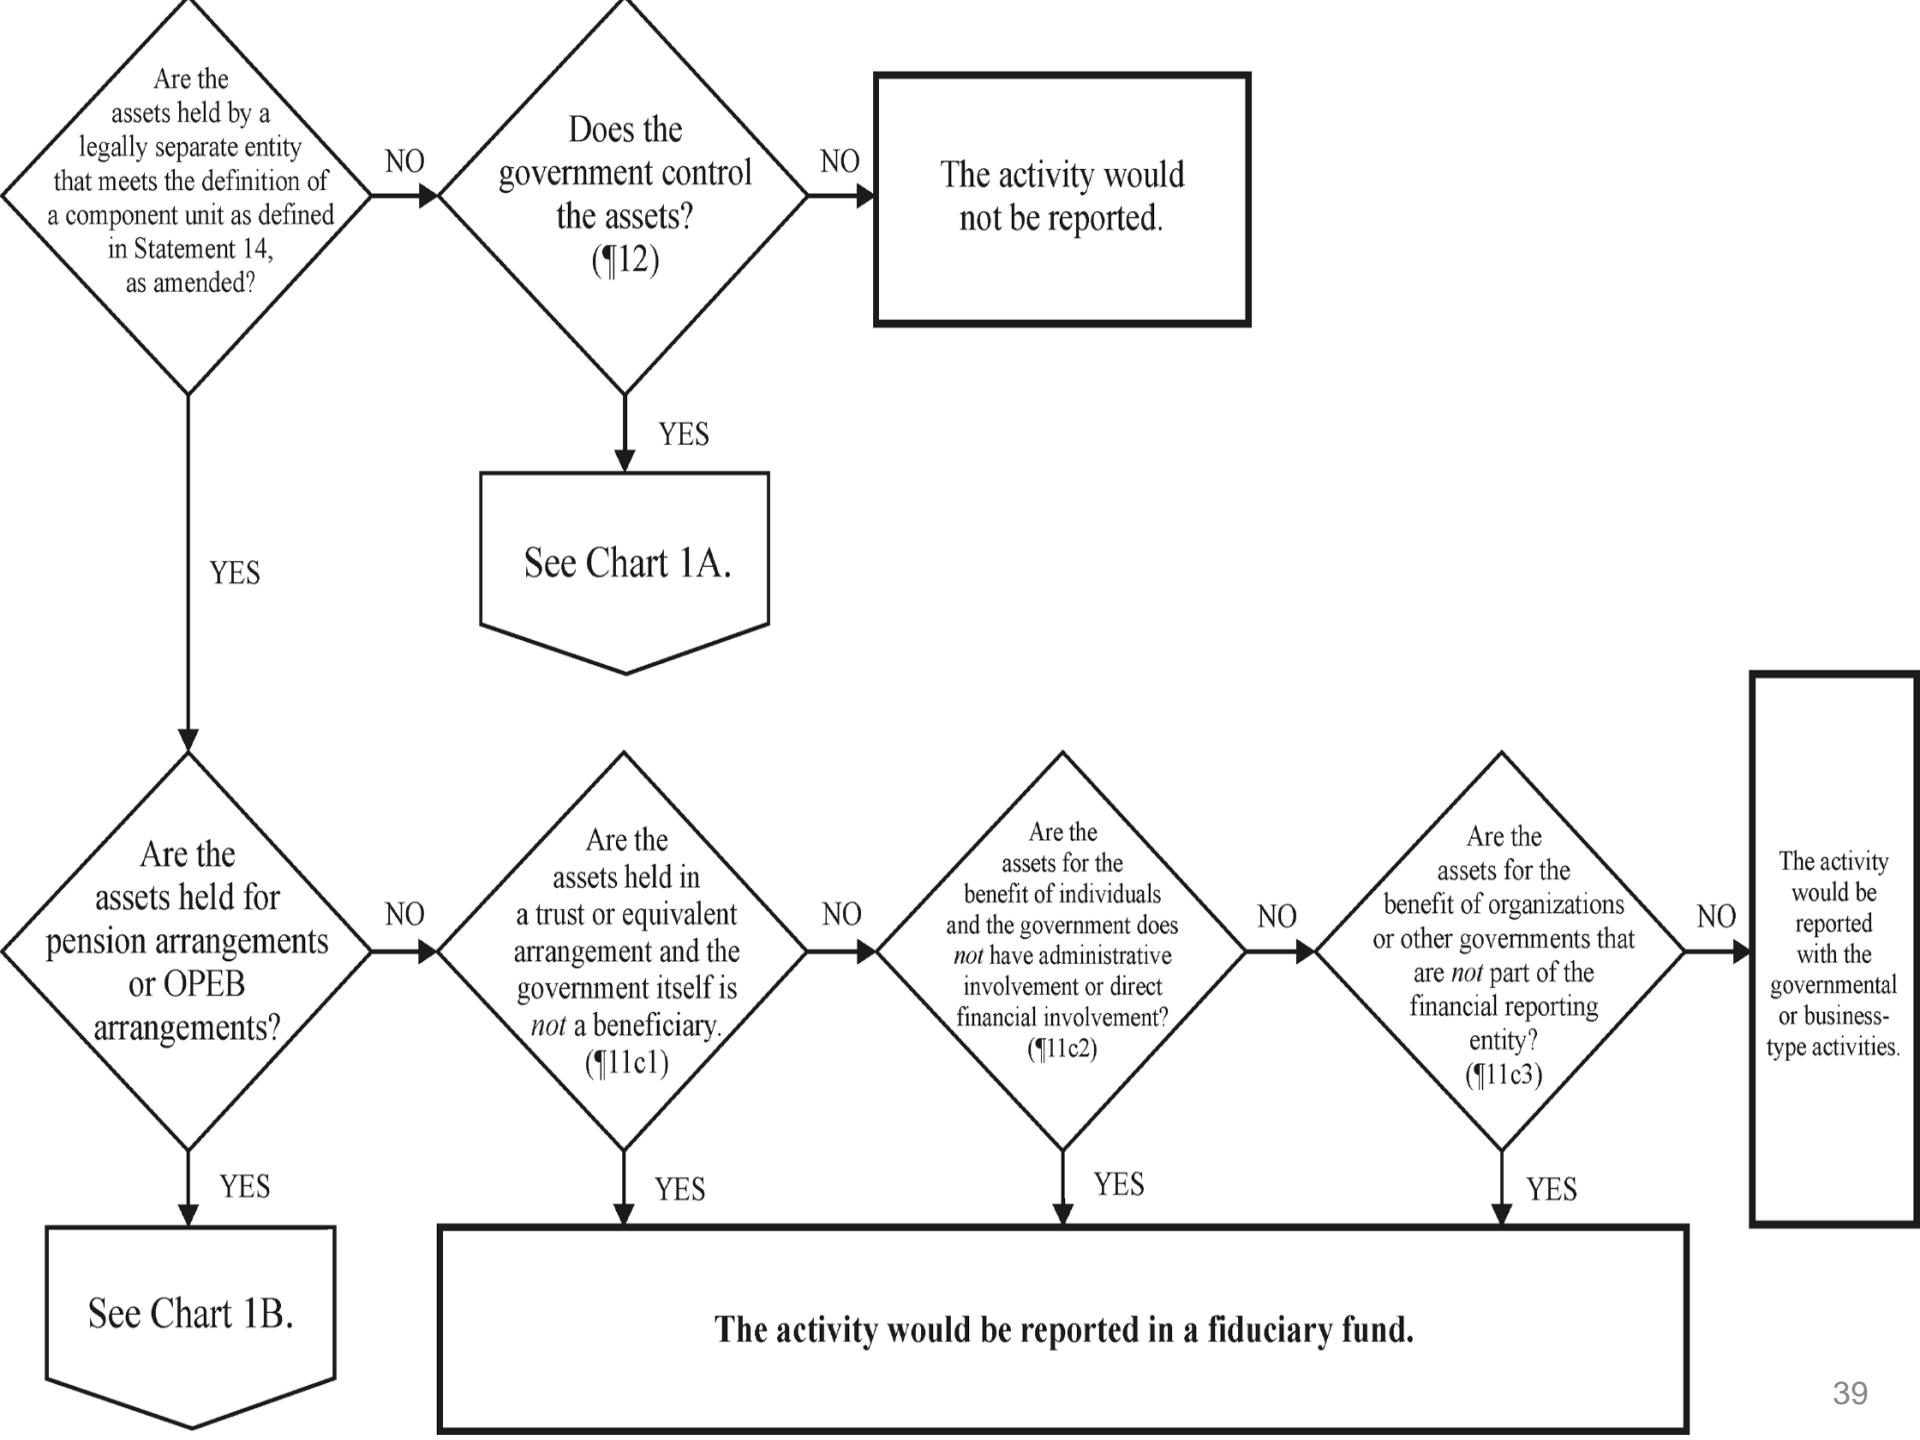 Are the
assets held by a
legally separate entity
that meets the definition of
a component unit as defined
in Statement 14,
as amended?
NO
Does the
government control
the assets?
(¶12)
NO
The activity would
not be reported.
YES
See Chart 1A.
YES
Are the
assets held for
pension arrangements
or OPEB
arrangements?
NO
Are the
assets held in
a trust or equivalent
arrangement and the
government itself is
not a beneficiary.
(¶11c1)
NO
Are the
assets for the
benefit of individuals
and the government does
not have administrative
involvement or direct
financial involvement?
(¶11c2)
NO
Are the
assets for the
benefit of organizations
or other governments that
are not part of the
financial reporting
entity?
(¶11c3)
NO
The activity
would be
reported
with the
governmental
or business-
type activities.
YES
YES
YES
YES
See Chart 1B.
The activity would be reported in a fiduciary fund.
39